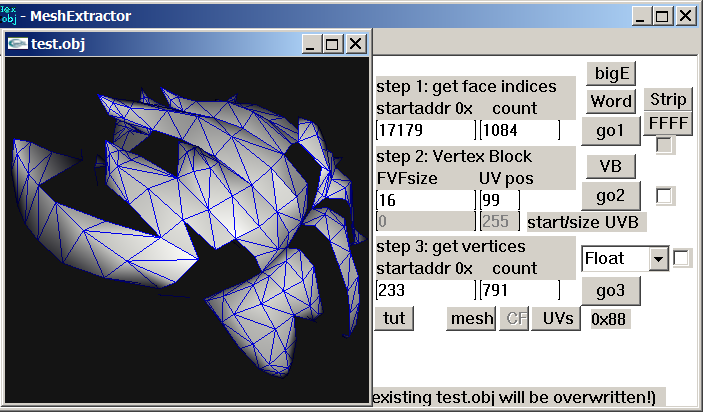 Hex obj - MeshExtractor
test.obj
step 1: get face indices
startaddr 0x count
17179 1084
bigE
Word
Strip
FFFF
go1
step 2: Vertex Block
FVFsize UV pos
16 99
0 255 start/size UVB
VB
go2
step 3: get vertices
startaddr 0x count
233 791
Float
go3
tut mesh CF UVs 0x88
existing test.obj will be overwritten!)